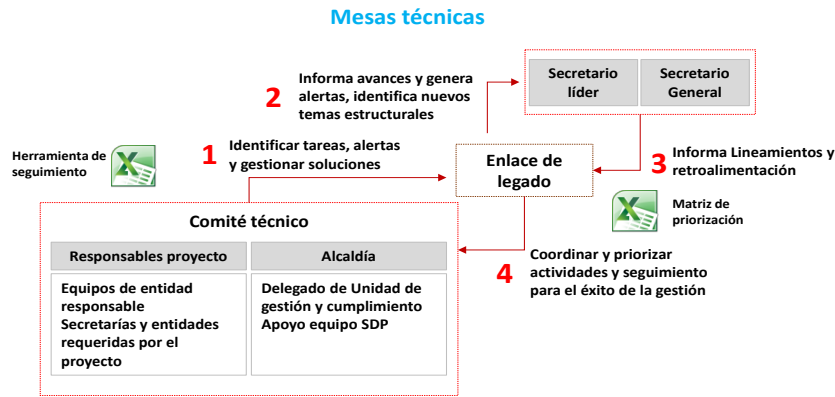 Mesas técnicas
2
Informa avances y genera
alertas, identifica nuevos
temas estructurales
Secretario
líder
Secretario
General
Herramienta de
seguimiento
1
Identificar tareas, alertas
y gestionar soluciones
Enlace de
legado
3
Informa Lineamientos y
retroalimentación
Matriz de
priorización
Comité técnico
Responsables proyecto
Alcaldía
Equipos de entidad
responsable
Secretarías y entidades
requeridas por el
proyecto
Delegado de Unidad de
gestión y cumplimiento
Apoyo equipo SDP
4
Coordinar y priorizar
actividades y seguimiento
para el éxito de la gestión